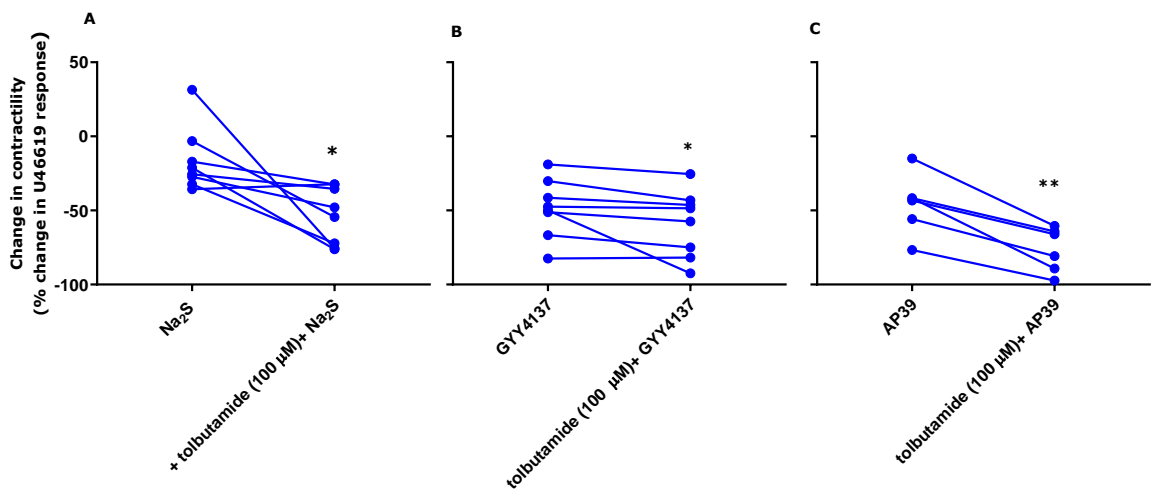 A
B
C
Change in contractility
(% change in U46619 response)
50
-0
-50
-100
*
*
**
Na₂S
+ tolbutamide (100 µM)+ Na₂S
GYY4137
tolbutamide (100  µM)+ GYY4137
AP39
tolbutamide (100 µM)+ AP39